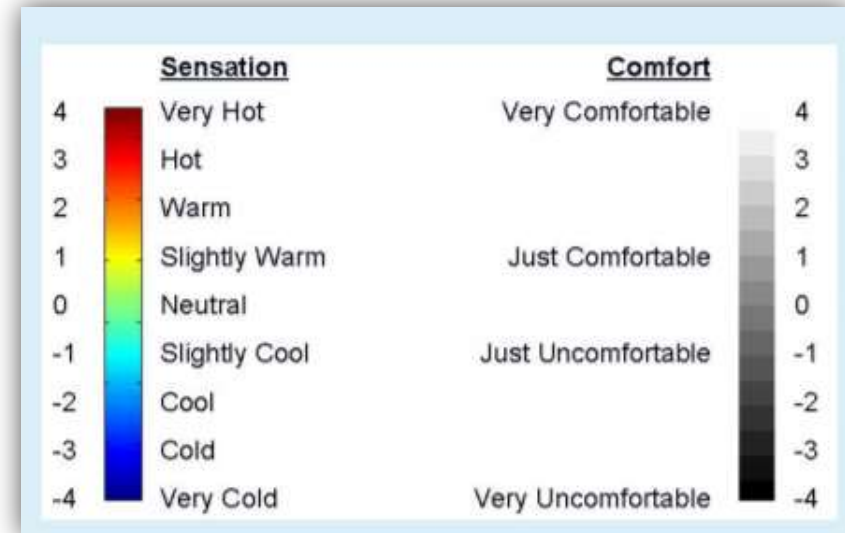 Sensation Comfort
4 Very Hot Very Comfortable 4
3 Hot 3
2 Warm 2
1 Slightly Warm Just Comfortable 1
0 Neutral 0
-1 Slightly Cool Just Uncomfortable -1
-2 Cool -2
-3 Cold -3
-4 Very Cold Very Uncomfortable -4